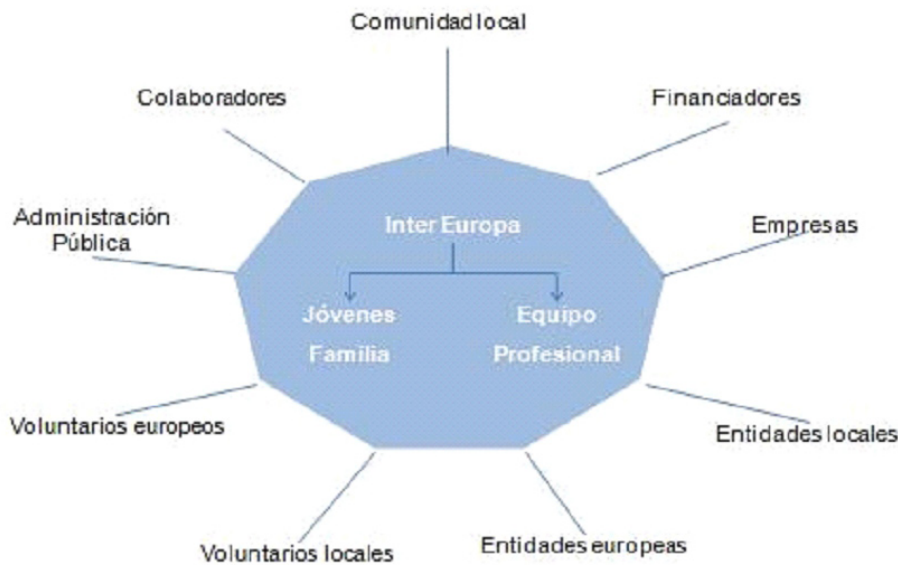 Comunidad local
Colaboradores
Financiadores
Administración
Pública
Inter Europa
Empresas
Jóvenes
Familia
Equipo
Profesional
Voluntarios europeos
Entidades locales
Voluntarios locales
Entidades europeas